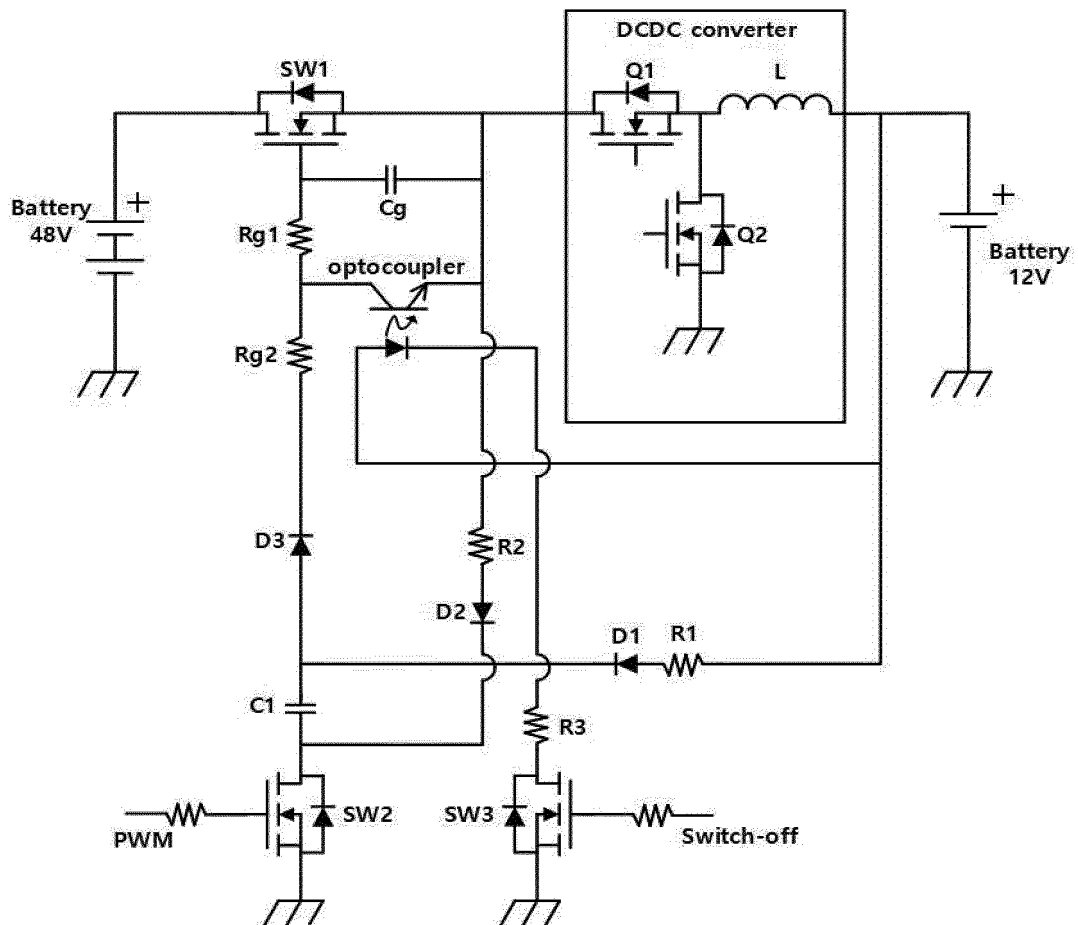 DCDC converter
SW1
Q1
L
Battery
48V
Cg
Rg1
Q2
Battery
12V
optocoupler
Rg2
D3
R2
D2
D1
R1
C1
R3
SW2
SW3
PWM
Switch-off